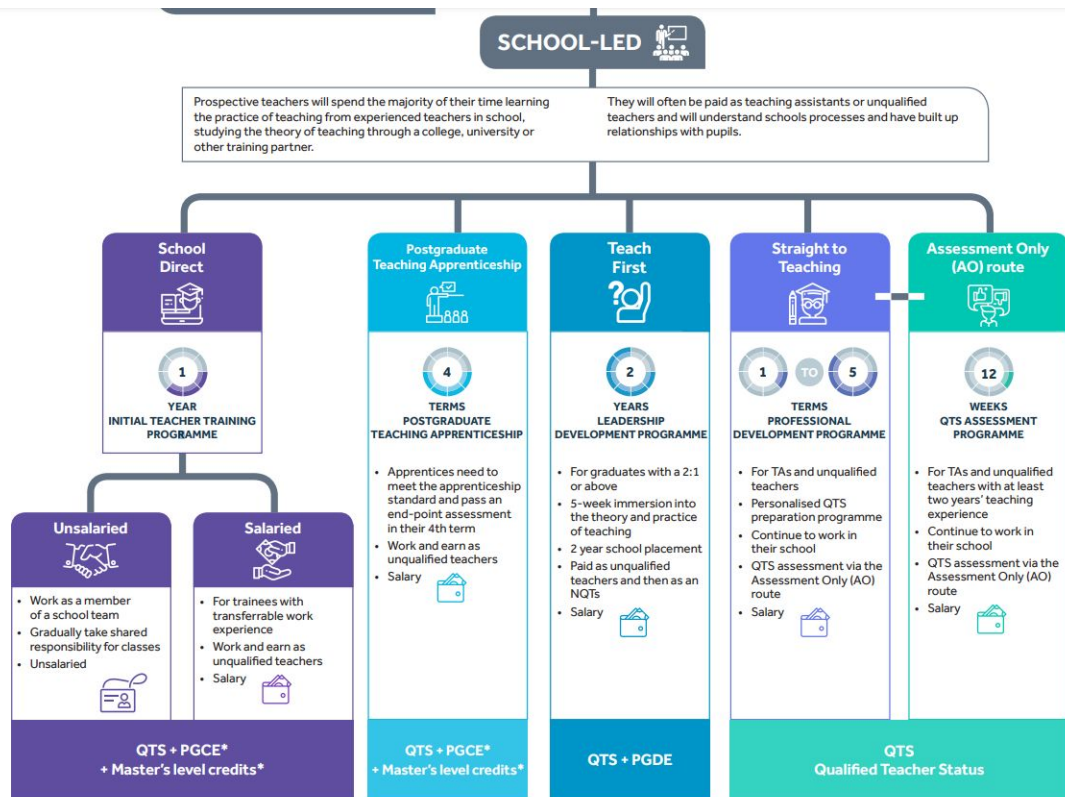 SCHOOL-LED
Prospective teachers will spend the majority of their time learning
the practice of teaching from experienced teachers in school,
studying the theory of teaching through a college, university or
other training partner.
They will often be paid as teaching assistants or unqualified
teachers and will understand schools processes and have built up
relationships with pupils.
School
Direct
1
YEAR
INITIAL TEACHER TRAINING
PROGRAMME
Unsalaried
• Work as a member
of a school team
• Gradually take shared
responsibility for classes
• Unsalaried
Salaried
• For trainees with
transferrable work
experience
• Work and earn as
unqualified teachers
• Salary
QTS + PGCE*
+ Master's level credits*
Postgraduate
Teaching Apprenticeship
4
TERMS
POSTGRADUATE
TEACHING APPRENTICESHIP
• Apprentices need to
meet the apprenticeship
standard and pass an
end-point assessment
in their 4th term
• Work and earn as
unqualified teachers
• Salary
QTS + PGCE*
+ Master's level credits*
Teach
First
2
YEARS
LEADERSHIP
DEVELOPMENT PROGRAMME
• For graduates with a 2:1
or above
• 5-week immersion into
the theory and practice
of teaching
• 2 year school placement
• Paid as unqualified
teachers and then as an
NQTs
• Salary
QTS + PGDE
Straight to
Teaching
1 TO 5
TERMS
PROFESSIONAL
DEVELOPMENT PROGRAMME
• For TAs and unqualified
teachers
• Personalised QTS
preparation programme
• Continue to work in
their school
• QTS assessment via the
Assessment Only (AO)
route
• Salary
Assessment Only
(AO) route
12
WEEKS
QTS ASSESSMENT
PROGRAMME
• For TAs and unqualified
teachers with at least
two years' teaching
experience
• Continue to work in
their school
• QTS assessment via the
Assessment Only (AO)
route
• Salary
QTS
Qualified Teacher Status